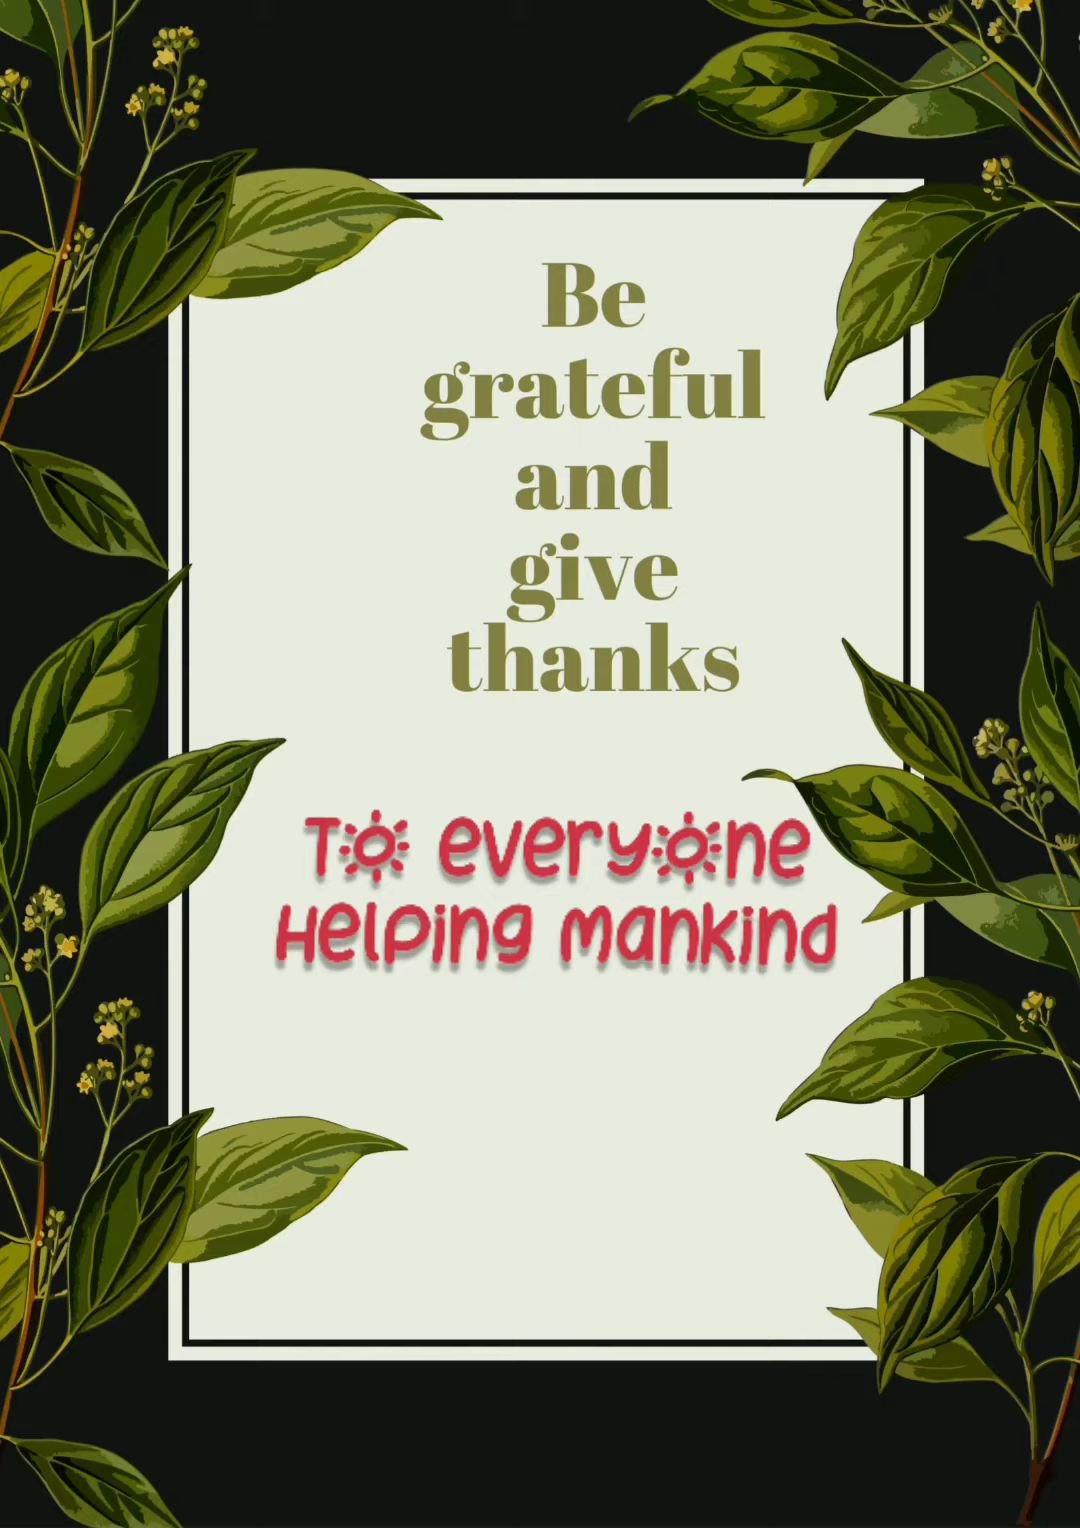 Be
grateful
and
give
thanks
To everyone
Helping mankind